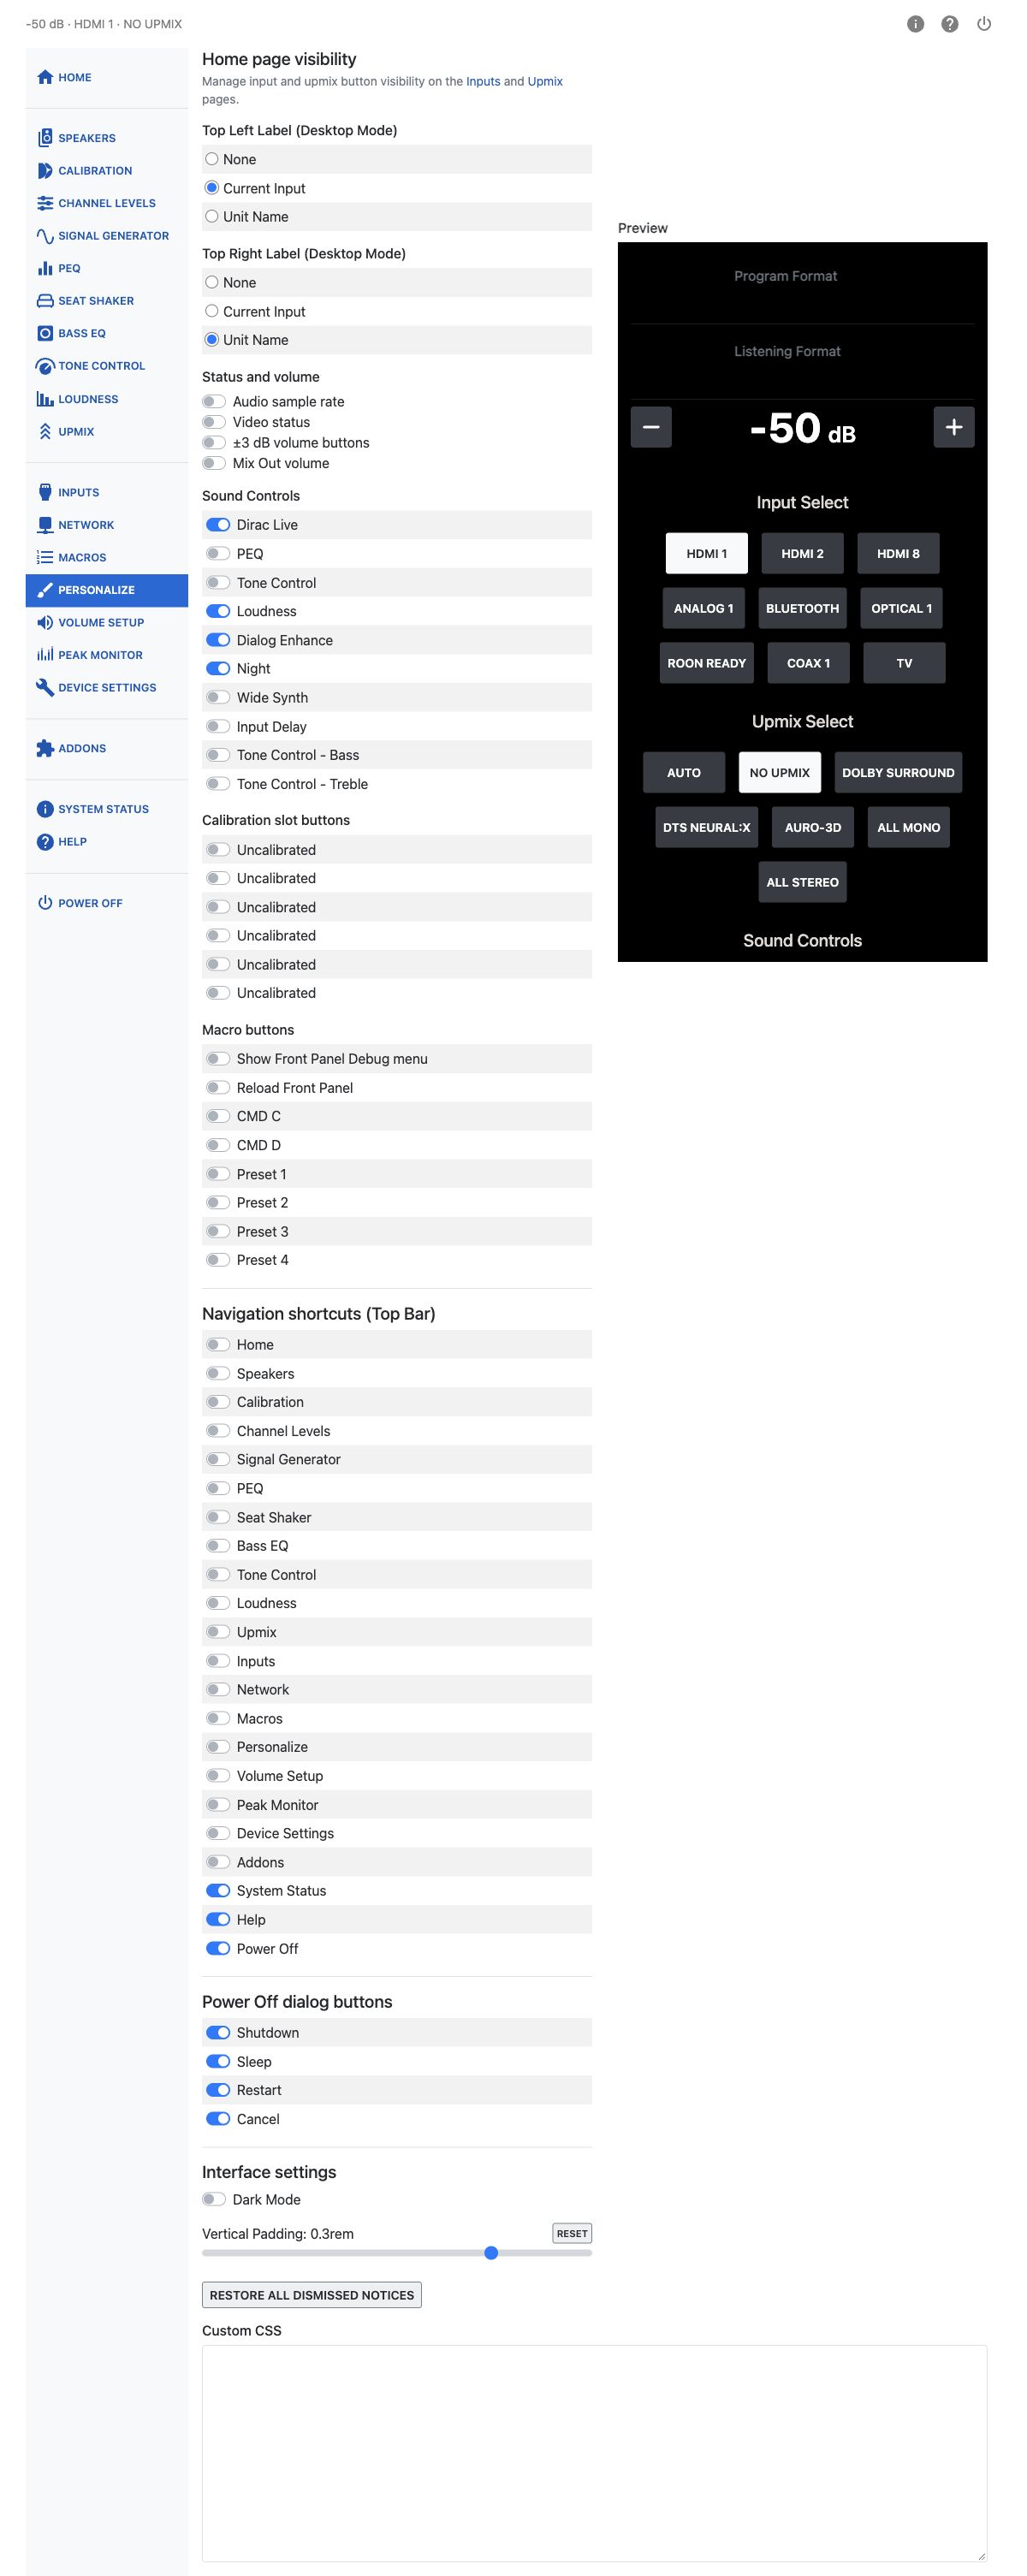 -50 dB · HDMI 1 · NO UPMIX
HOME
SPEAKERS
CALIBRATION
CHANNEL LEVELS
SIGNAL GENERATOR
PEQ
SEAT SHAKER
BASS EQ
TONE CONTROL
LOUDNESS
UPMIX
INPUTS
NETWORK
MACROS
PERSONALIZE
VOLUME SETUP
PEAK MONITOR
DEVICE SETTINGS
ADDONS
SYSTEM STATUS
HELP
POWER OFF
Home page visibility
Manage input and upmix button visibility on the Inputs and Upmix
pages.
Top Left Label (Desktop Mode)
None
Current Input
Unit Name
Top Right Label (Desktop Mode)
None
Current Input
Unit Name
Status and volume
Audio sample rate
Video status
±3 dB volume buttons
Mix Out volume
Sound Controls
Dirac Live
PEQ
Tone Control
Loudness
Dialog Enhance
Night
Wide Synth
Input Delay
Tone Control - Bass
Tone Control - Treble
Calibration slot buttons
Uncalibrated
Uncalibrated
Uncalibrated
Uncalibrated
Uncalibrated
Uncalibrated
Macro buttons
Show Front Panel Debug menu
Reload Front Panel
CMD C
CMD D
Preset 1
Preset 2
Preset 3
Preset 4
Navigation shortcuts (Top Bar)
Home
Speakers
Calibration
Channel Levels
Signal Generator
PEQ
Seat Shaker
Bass EQ
Tone Control
Loudness
Upmix
Inputs
Network
Macros
Personalize
Volume Setup
Peak Monitor
Device Settings
Addons
System Status
Help
Power Off
Power Off dialog buttons
Shutdown
Sleep
Restart
Cancel
Interface settings
Dark Mode
Vertical Padding: 0.3rem RESET
RESTORE ALL DISMISSED NOTICES
Custom CSS
Preview
Program Format
Listening Format
-50 dB
Input Select
HDMI 1 HDMI 2 HDMI 8
ANALOG 1 BLUETOOTH OPTICAL 1
ROON READY COAX 1 TV
Upmix Select
AUTO NO UPMIX DOLBY SURROUND
DTS NEURAL:X AURO-3D ALL MONO
ALL STEREO
Sound Controls